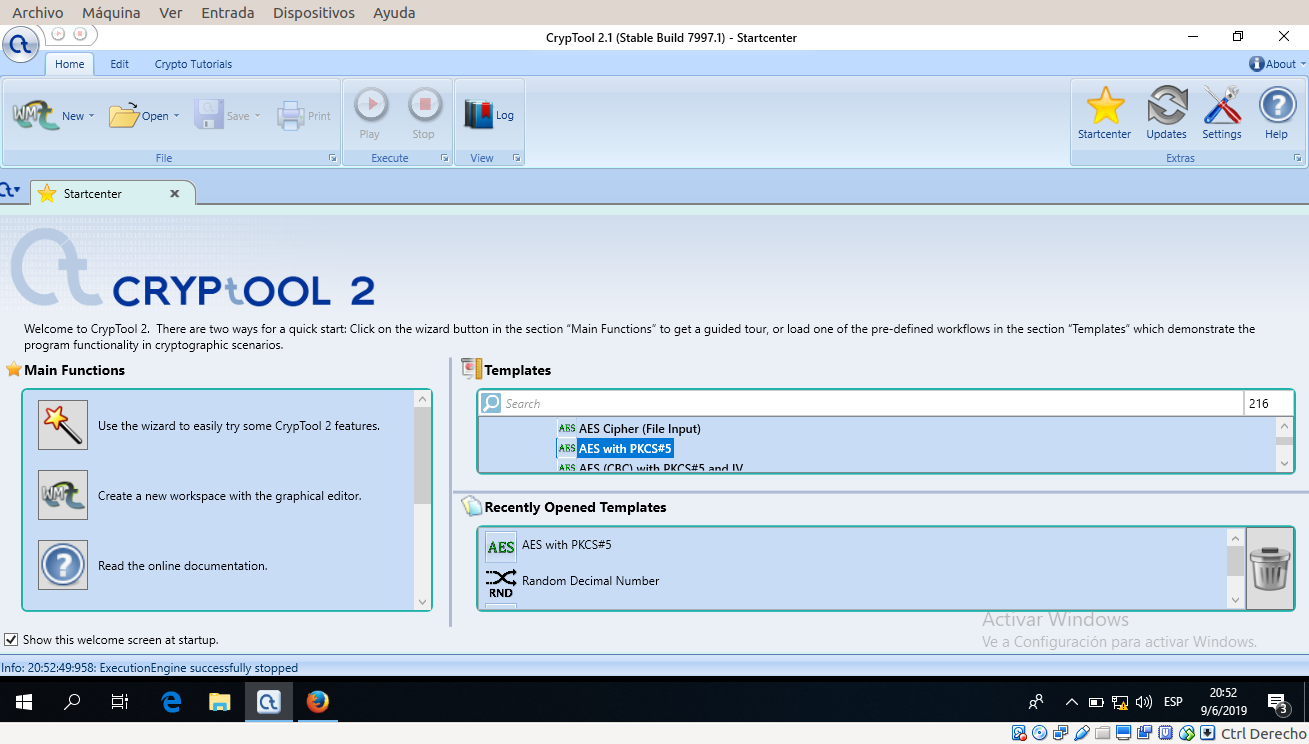 Archivo Máquina Ver Entrada Dispositivos Ayuda
CrypTool 2.1 (Stable Build 7997.1) - Startcenter
Home Edit Crypto Tutorials About
New Open Save Print Play Stop Log Startcenter Updates Settings Help
File Execute View Extras
Startcenter
CRYPtOOL 2
Welcome to CrypTool 2. There are two ways for a quick start: Click on the wizard button in the section "Main Functions" to get a guided tour, or load one of the pre-defined workflows in the section "Templates" which demonstrate the
program functionality in cryptographic scenarios.
Main Functions
Use the wizard to easily try some CrypTool 2 features.
Create a new workspace with the graphical editor.
Read the online documentation.
Templates
Search 216
AES AES Cipher (File Input)
AES AES with PKCS#5
AES AES (CBC) with PKCS#5 and IV
Recently Opened Templates
AES AES with PKCS#5
RND Random Decimal Number
Activar Windows
Ve a Configuración para activar Windows.
Show this welcome screen at startup.
Info: 20:52:49:958: ExecutionEngine successfully stopped
ESP
20:52
9/6/2019
3
Ctrl Derecho